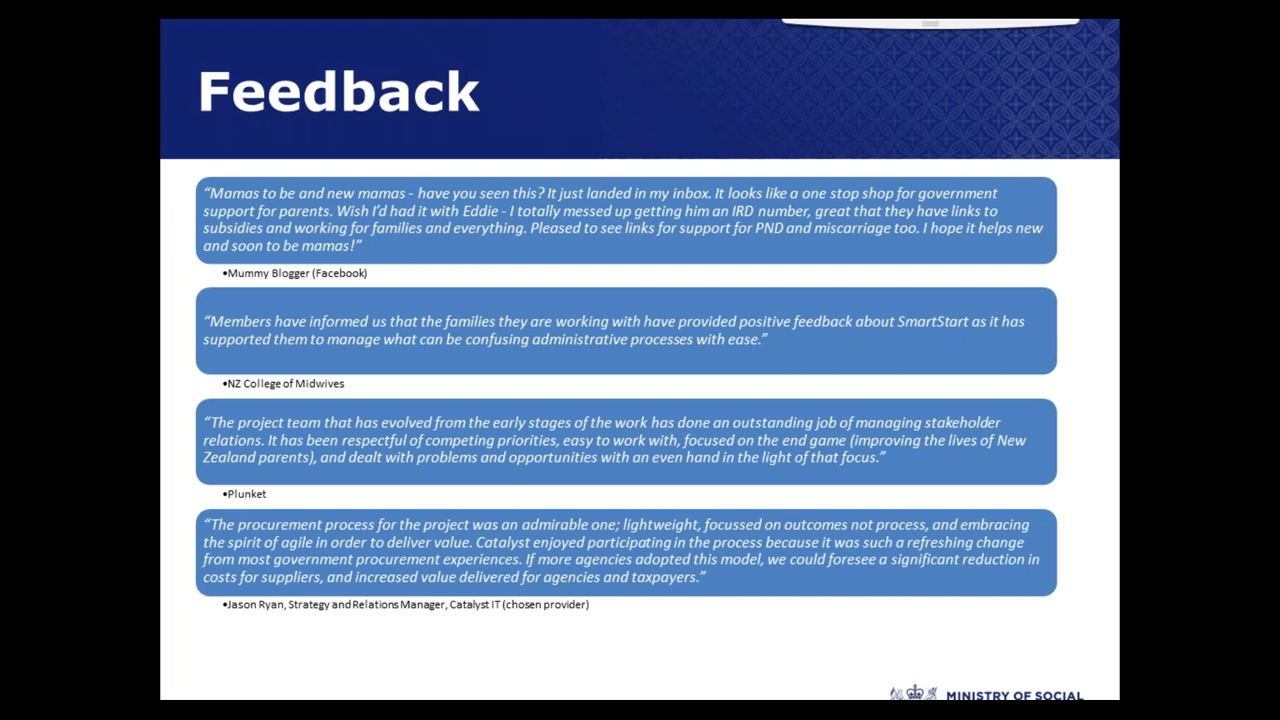 Feedback
“Mamas to be and new mamas - have you seen this? It just landed in my inbox. It looks like a one stop shop for government
support for parents. Wish I’d had it with Eddie - I totally messed up getting him an IRD number, great that they have links to
subsidies and working for families and everything. Pleased to see links for support for PND and miscarriage too. I hope it helps new
and soon to be mamas!”
•Mummy Blogger (Facebook)
“Members have informed us that the families they are working with have provided positive feedback about SmartStart as it has
supported them to manage what can be confusing administrative processes with ease.”
•NZ College of Midwives
“The project team that has evolved from the early stages of the work has done an outstanding job of managing stakeholder
relations. It has been respectful of competing priorities, easy to work with, focused on the end game (improving the lives of New
Zealand parents), and dealt with problems and opportunities with an even hand in the light of that focus.”
•Plunket
“The procurement process for the project was an admirable one; lightweight, focussed on outcomes not process, and embracing
the spirit of agile in order to deliver value. Catalyst enjoyed participating in the process because it was such a refreshing change
from most government procurement experiences. If more agencies adopted this model, we could foresee a significant reduction in
costs for suppliers, and increased value delivered for agencies and taxpayers.”
•Jason Ryan, Strategy and Relations Manager, Catalyst IT (chosen provider)
MINISTRY OF SOCIAL